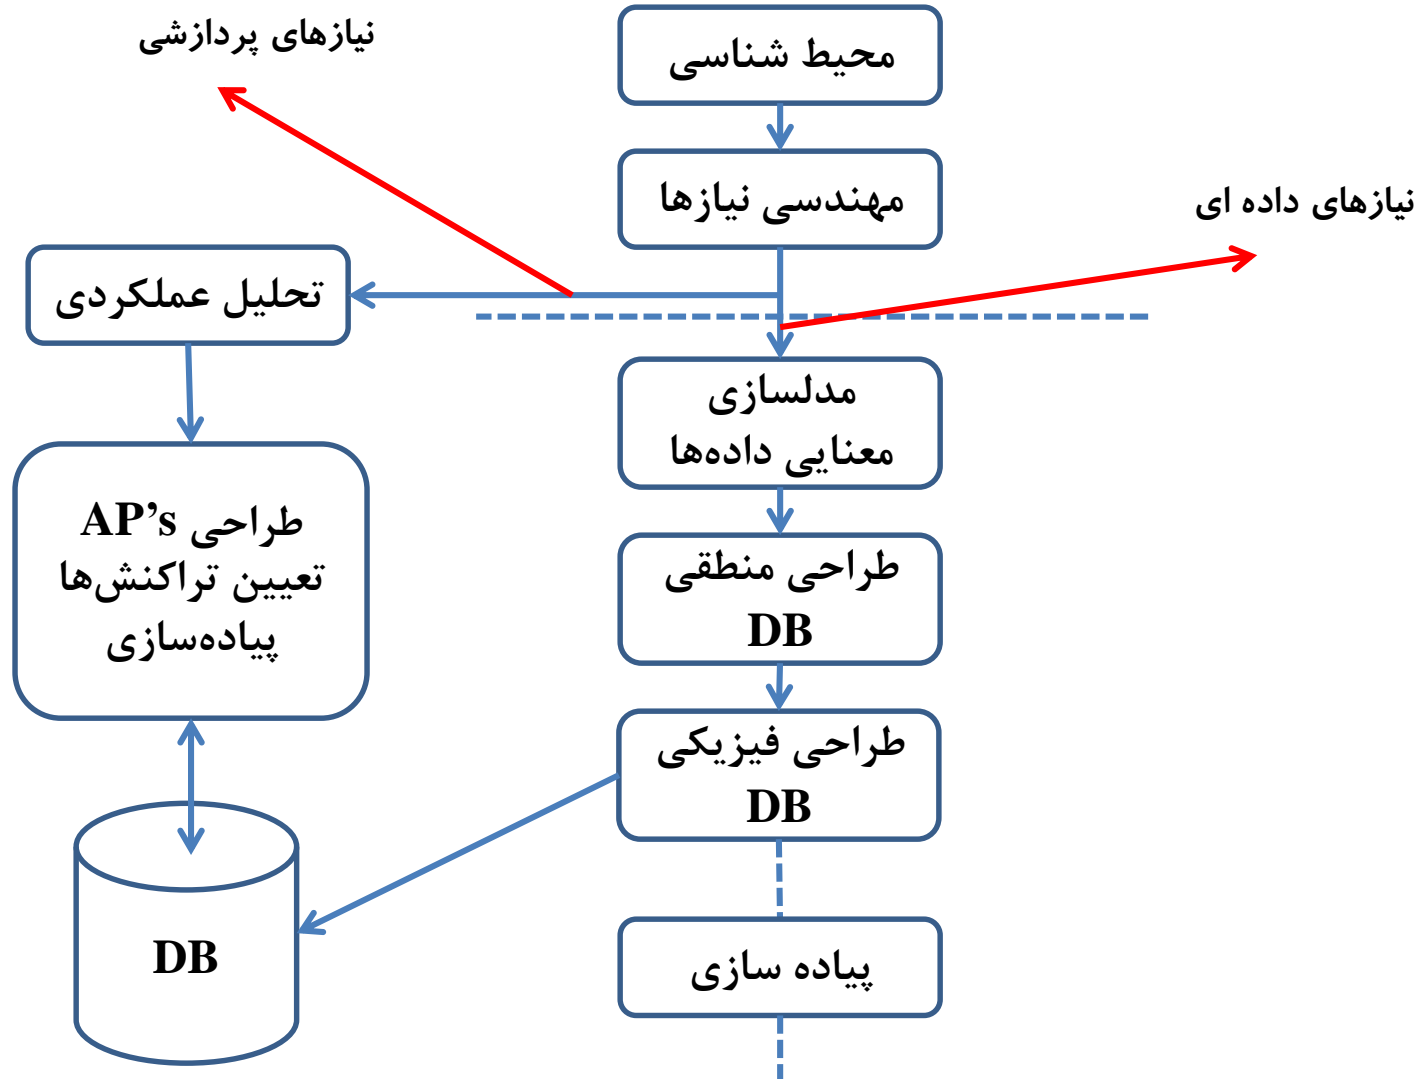 نیازهای پردازشی
محیط شناسی
مهندسی نیازها
نیازهای داده ای
تحلیل عملکردی
مدلسازی
معنایی داده‌ها
طراحی AP’s
تعیین تراکنش‌ها
پیاده‌سازی
طراحی منطقی
DB
طراحی فیزیکی
DB
DB
پیاده سازی